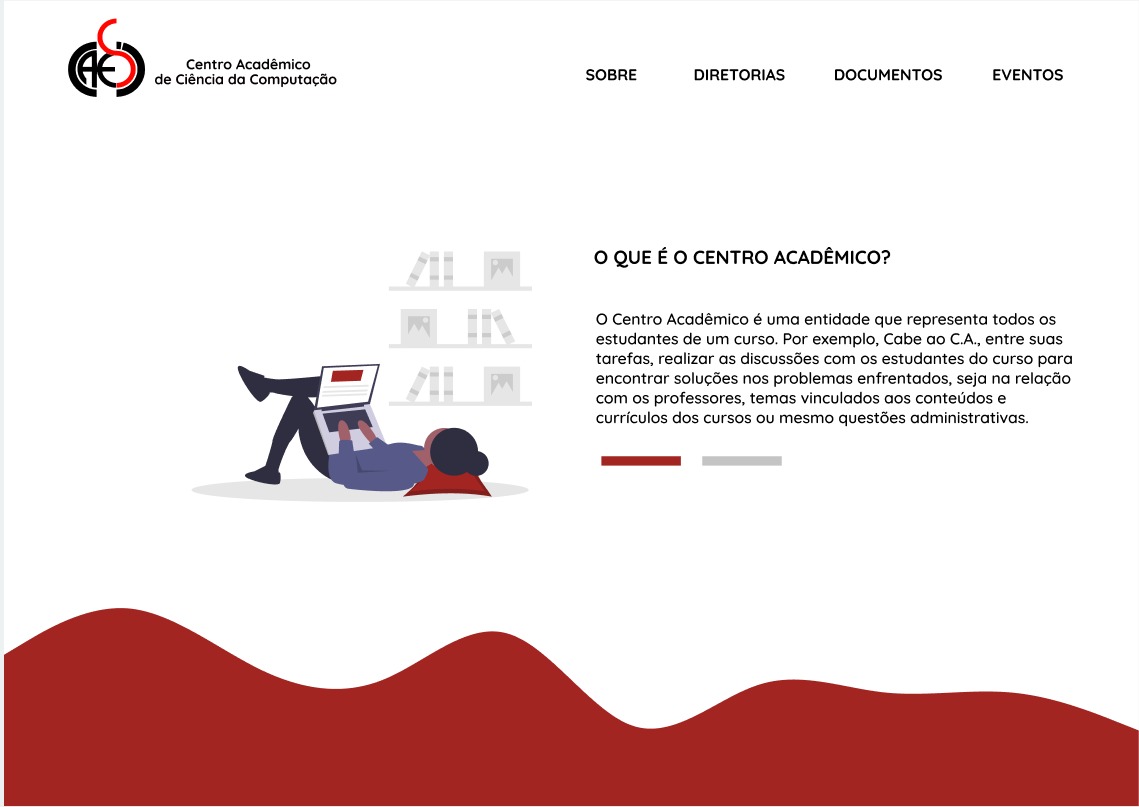 Centro Acadêmico
de Ciência da Computação
SOBRE
DIRETORIAS
DOCUMENTOS
EVENTOS
O QUE É O CENTRO ACADÊMICO?
O Centro Acadêmico é uma entidade que representa todos os
estudantes de um curso. Por exemplo, Cabe ao C.A., entre suas
tarefas, realizar as discussões com os estudantes do curso para
encontrar soluções nos problemas enfrentados, seja na relação
com os professores, temas vinculados aos conteúdos e
currículos dos cursos ou mesmo questões administrativas.